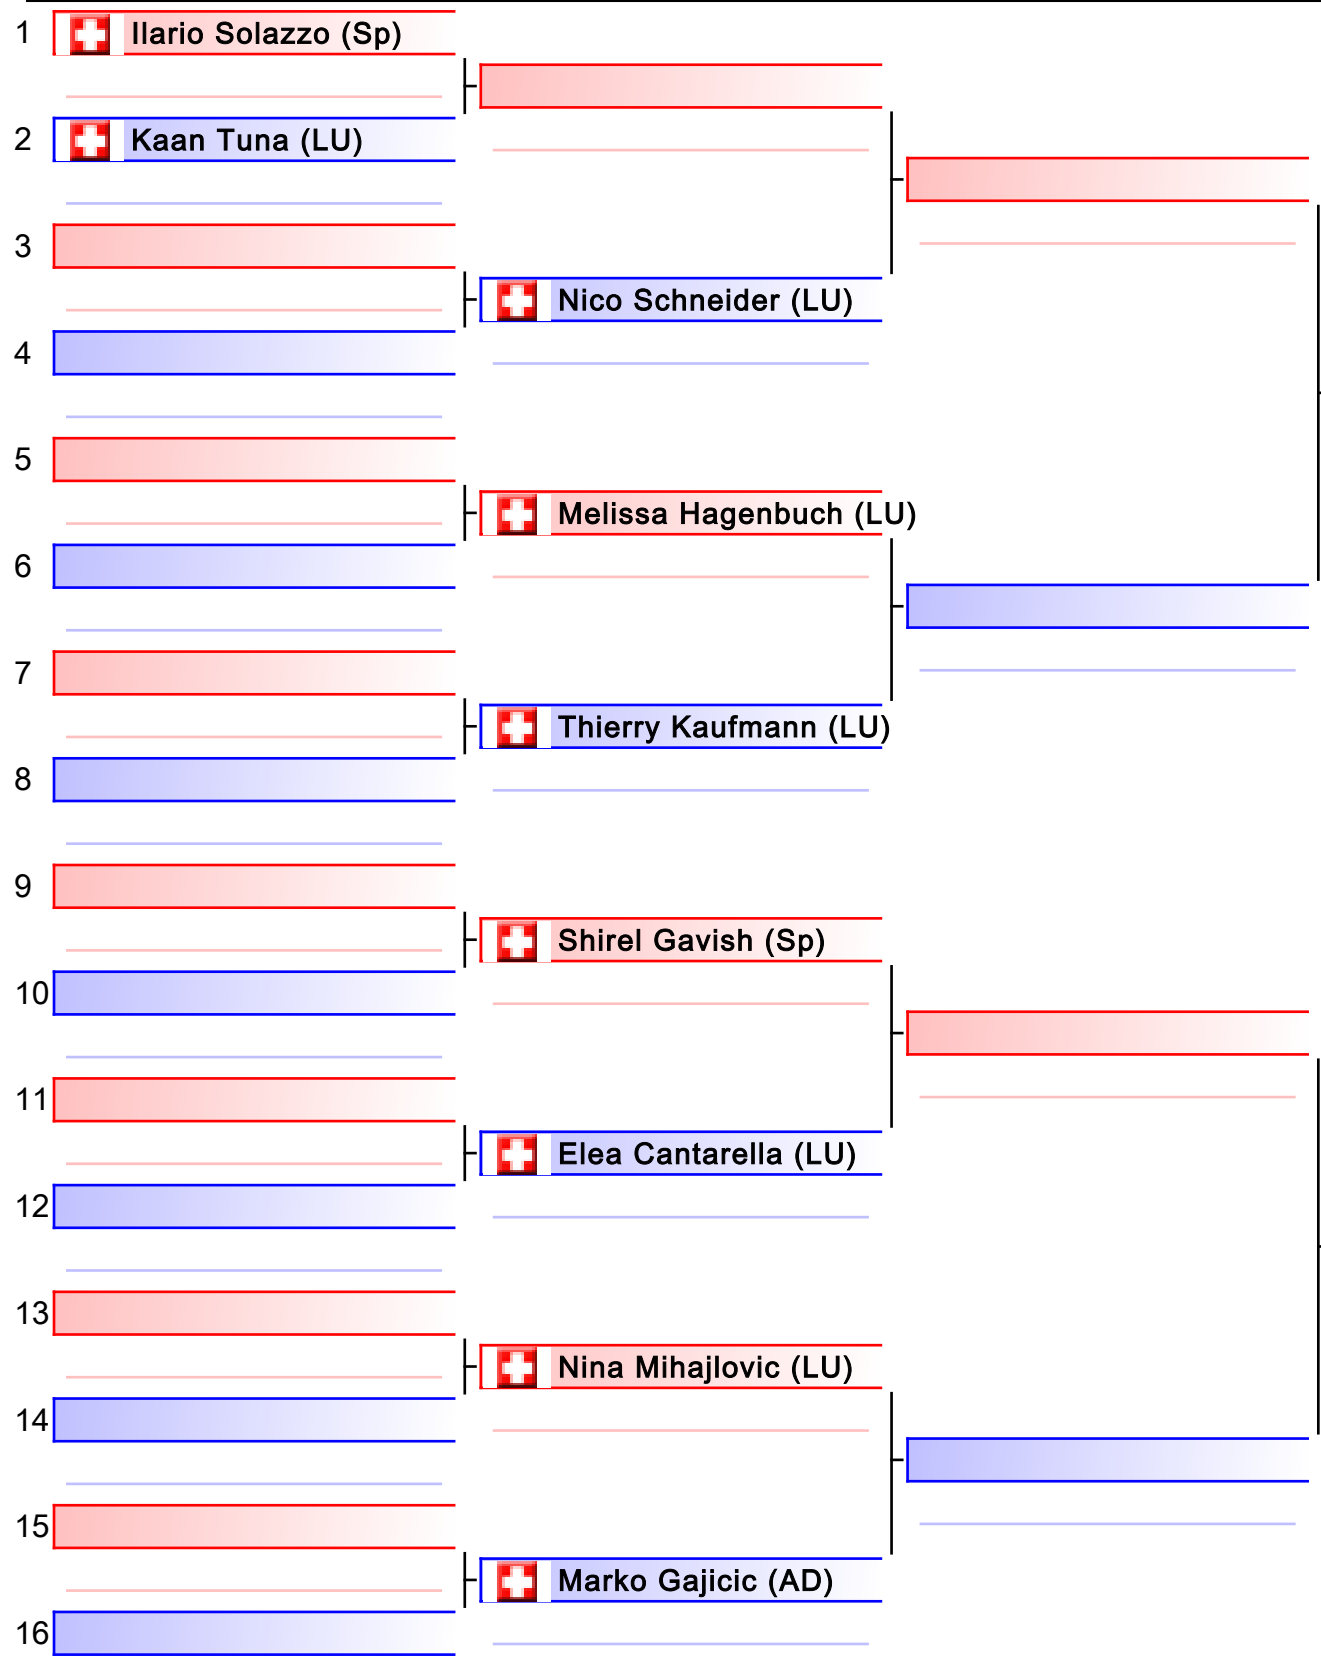 1 Ilario Solazzo (Sp)
2 Kaan Tuna (LU)
3
Nico Schneider (LU)
4
5
Melissa Hagenbuch (LU)
6
7
Thierry Kaufmann (LU)
8
9
Shirel Gavish (Sp)
10
11
Elea Cantarella (LU)
12
13
Nina Mihajlovic (LU)
14
15
Marko Gajicic (AD)
16